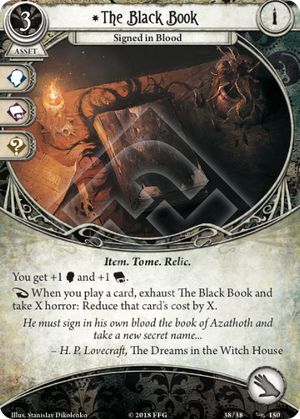 3
*The Black Book
Signed in Blood
ASSET
?
Item. Tome. Relic.
You get +1 and +1 .
When you play a card, exhaust The Black Book and
take X horror: Reduce that card's cost by X.
He must sign in his own blood the book of Azathoth and
take a new secret name...
– H. P. Lovecraft, The Dreams in the Witch House
Illus. Stanislav Dikolenko
© 2018 FFG
38/38
150